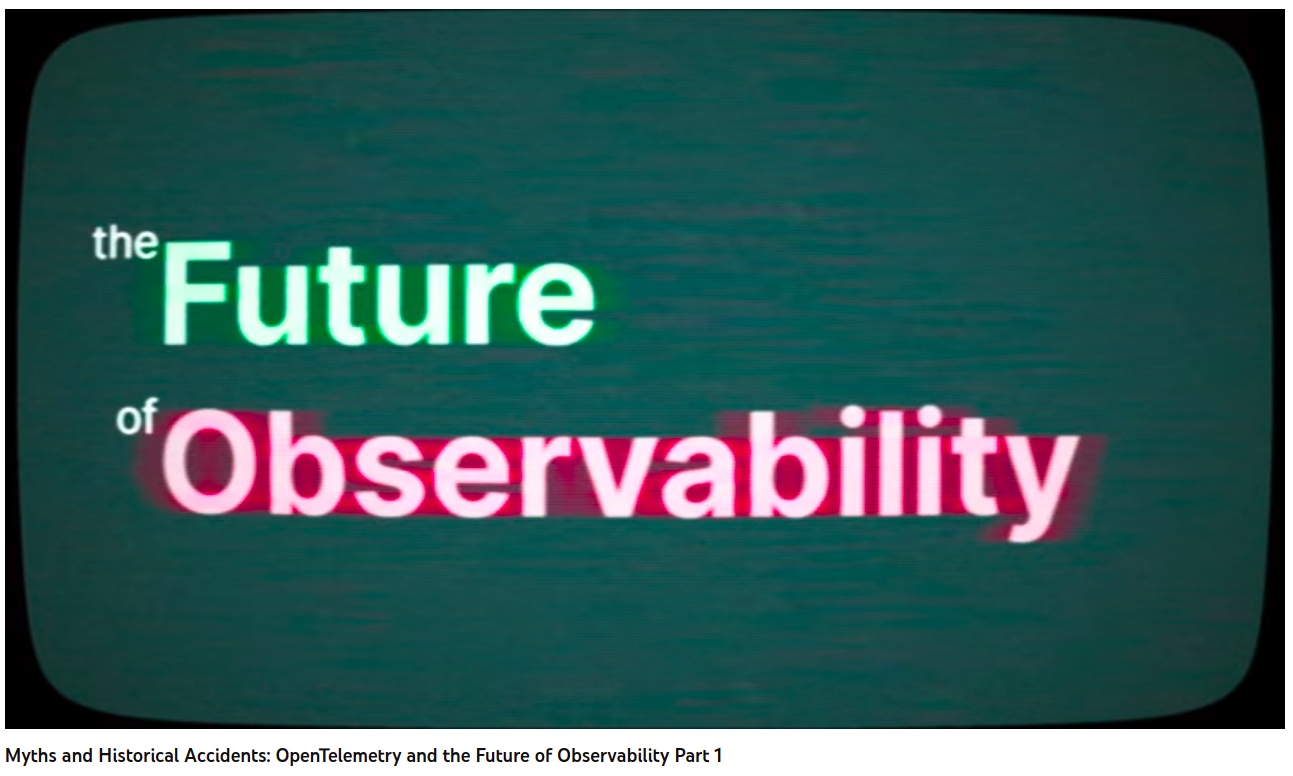 the Future
of Observability
Myths and Historical Accidents: OpenTelemetry and the Future of Observability Part 1